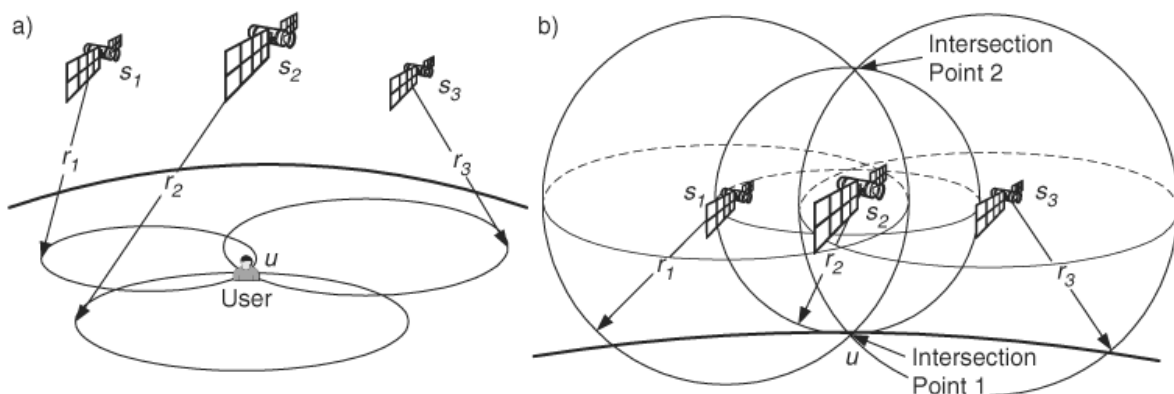 a)
s1
s2
s3
r1
r2
r3
u
User
b)
Intersection
Point 2
s1
s2
s3
r1
r2
r3
u
Intersection
Point 1